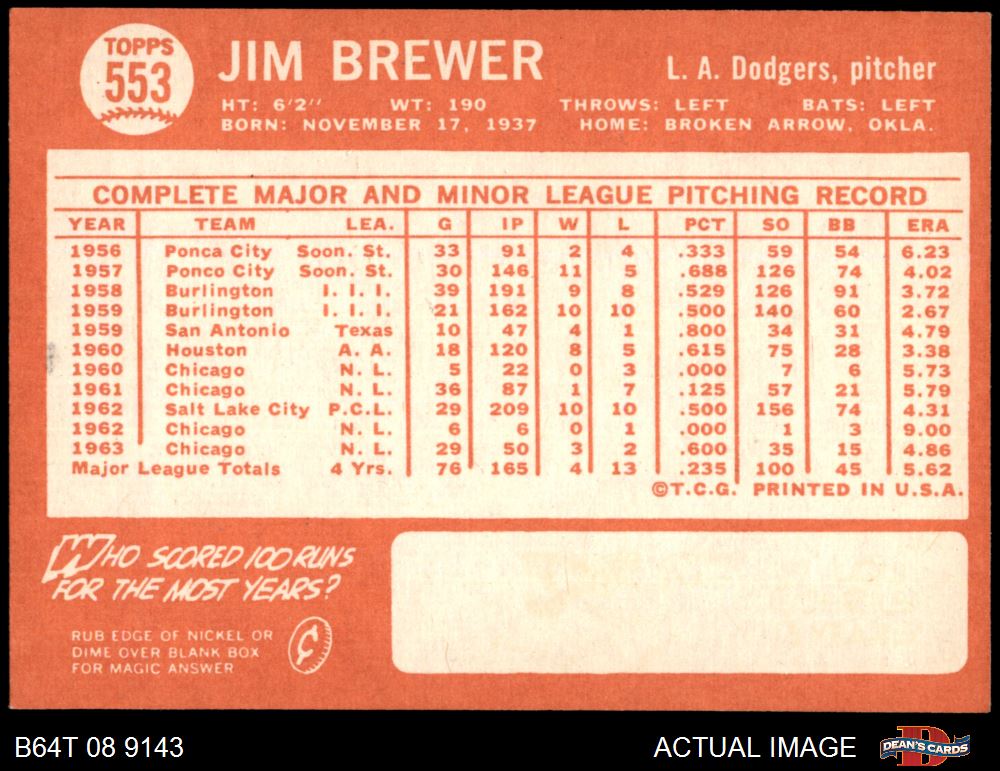 TOPPS
553
JIM BREWER
L. A. Dodgers, pitcher
HT: 6'2" WT: 190 THROWS: LEFT BATS: LEFT
BORN: NOVEMBER 17, 1937 HOME: BROKEN ARROW, OKLA.
COMPLETE MAJOR AND MINOR LEAGUE PITCHING RECORD
YEAR TEAM LEA. G IP W L PCT SO BB ERA
1956 Ponca City Soon. St. 33 91 2 4 .333 59 54 6.23
1957 Ponco City Soon. St. 30 146 11 5 .688 126 74 4.02
1958 Burlington I. I. I. 39 191 9 8 .529 126 91 3.72
1959 Burlington I. I. I. 21 162 10 10 .500 140 60 2.67
1959 San Antonio Texas 10 47 4 1 .800 34 31 4.79
1960 Houston A. A. 18 120 8 5 .615 75 28 3.38
1960 Chicago N. L. 5 22 0 3 .000 7 6 5.73
1961 Chicago N. L. 36 87 1 7 .125 57 21 5.79
1962 Salt Lake City P.C.L. 29 209 10 10 .500 156 74 4.31
1962 Chicago N. L. 6 6 0 1 .000 1 3 9.00
1963 Chicago N. L. 29 50 3 2 .600 35 15 4.86
Major League Totals 4 Yrs. 76 165 4 13 .235 100 45 5.62
©T.C.G. PRINTED IN U.S.A.
WHO SCORED 100 RUNS
FOR THE MOST YEARS?
RUB EDGE OF NICKEL OR
DIME OVER BLANK BOX
FOR MAGIC ANSWER
¢
B64T 08 9143
ACTUAL IMAGE
DEAN'S CARDS